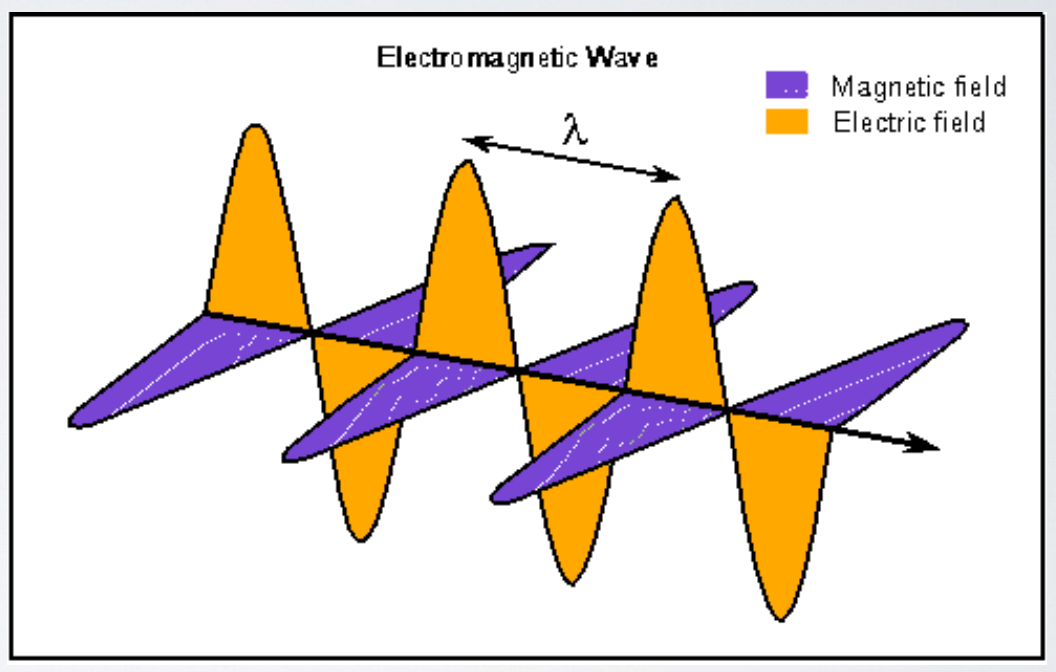 Electromagnetic Wave
Magnetic field
Electric field
λ